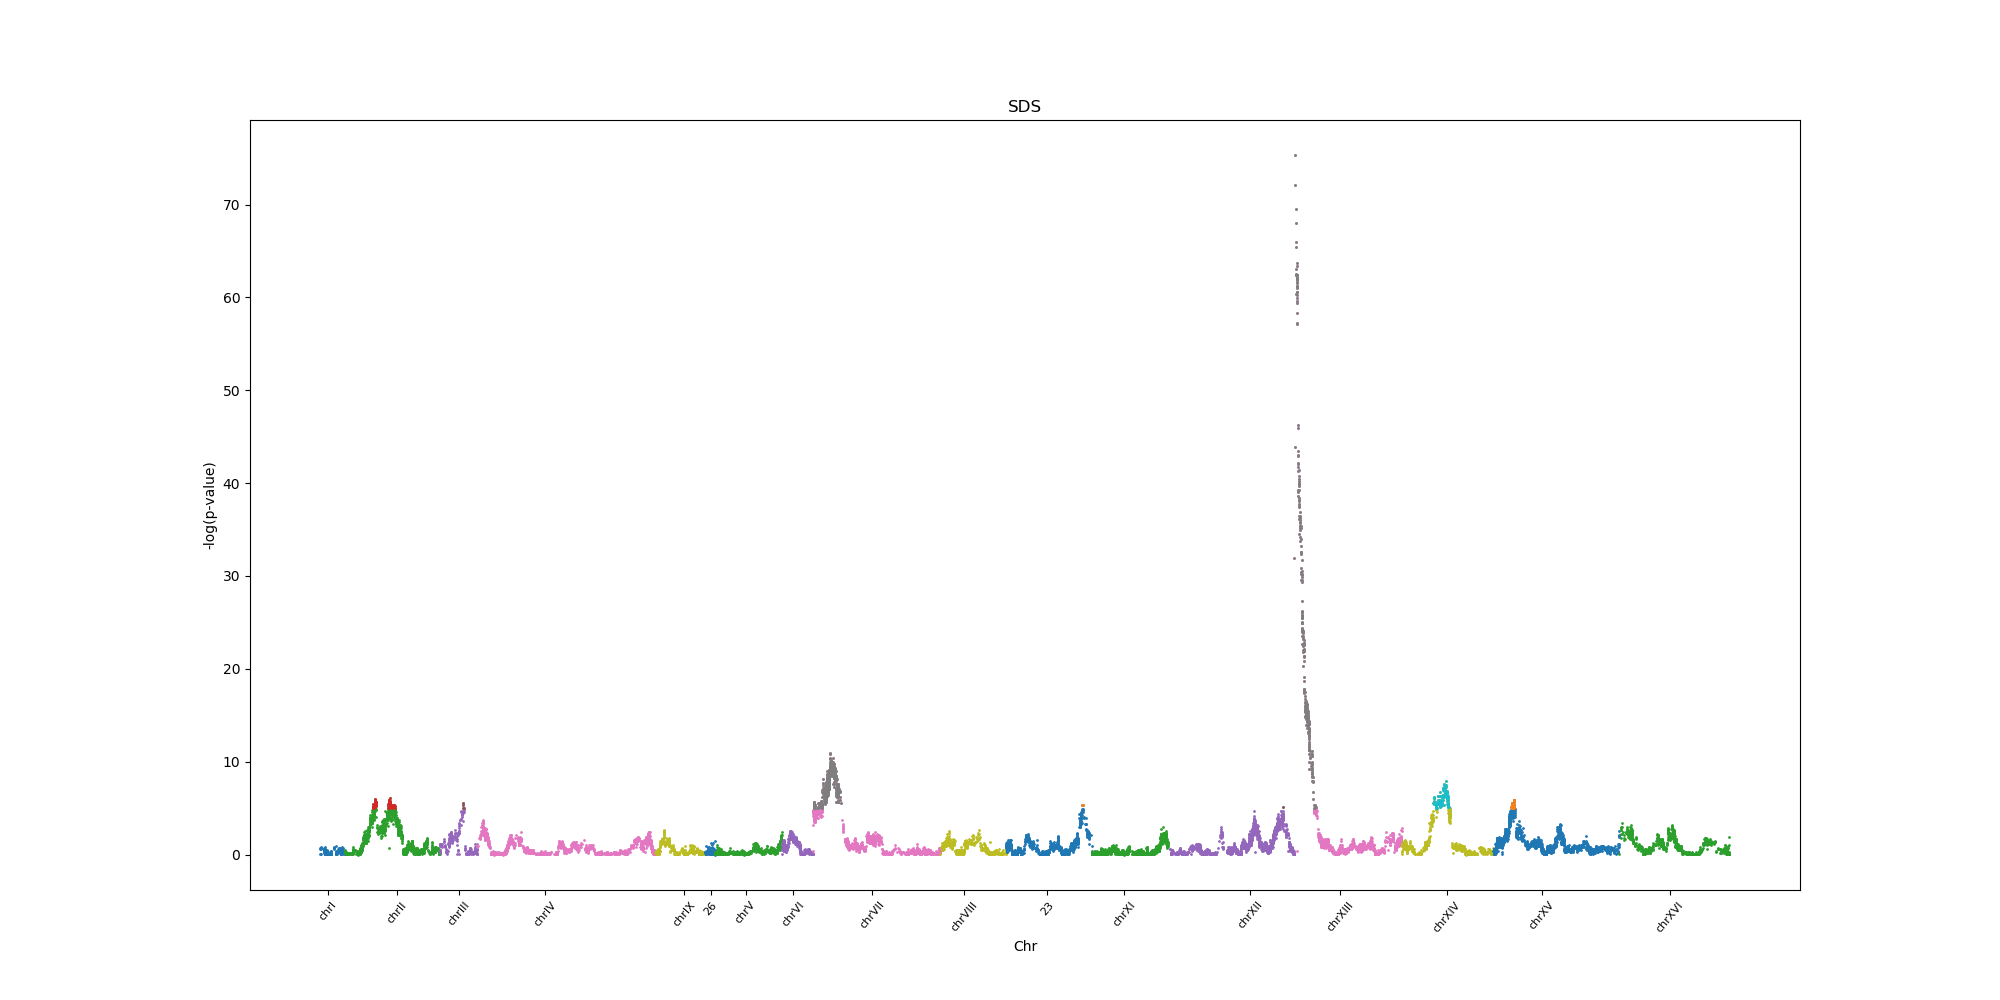 SDS
70
60
50
40
30
20
10
0
-log(p-value)
chrI
chrII
chrIII
chrIV
chrIX
26
chrV
chrVI
chrVII
chrVIII
23
chrXI
chrXII
chrXIII
chrXIV
chrXV
chrXVI
Chr